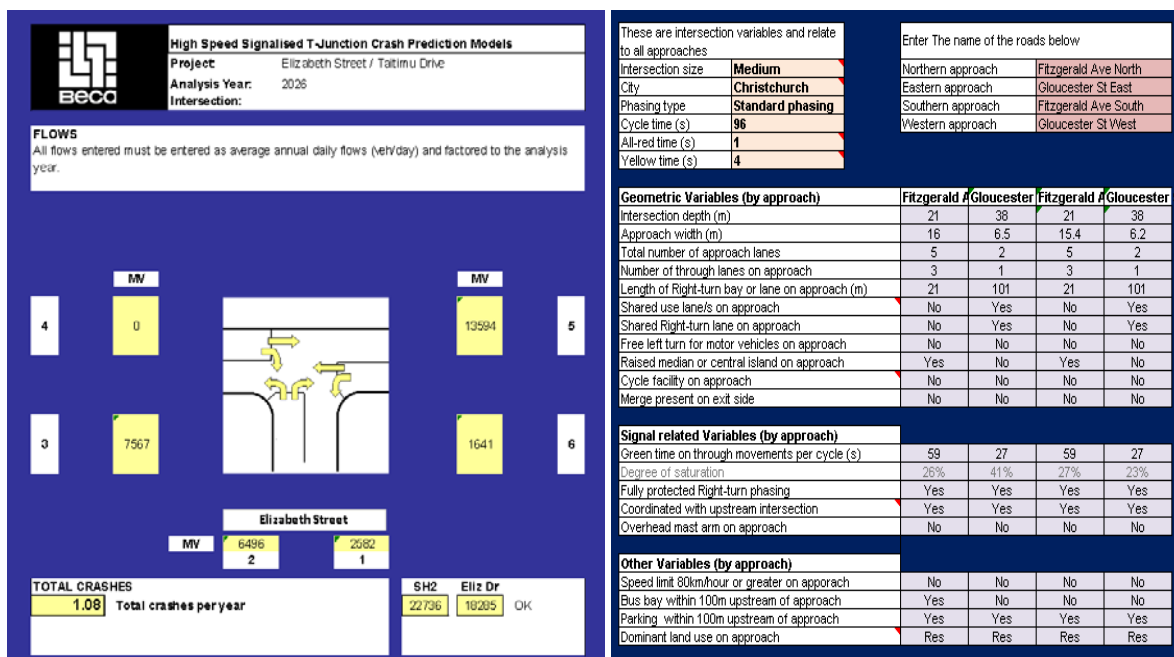 Beca
High Speed Signalised T-Junction Crash Prediction Models
Project: Elizabeth Street / Taitimu Drive
Analysis Year: 2026
Intersection:
FLOWS
All flows entered must be entered as average annual daily flows (veh/day) and factored to the analysis
year.
MV MV
4 0 13594 5
3 7567 1641 6
Elizabeth Street
MV 6496 2582
2 1
TOTAL CRASHES
1.08 Total crashes per year
SH2 Eliz Dr
22736 18285 OK
These are intersection variables and relate
to all approaches
Intersection size Medium
City Christchurch
Phasing type Standard phasing
Cycle time (s) 96
All-red time (s) 1
Yellow time (s) 4
Enter The name of the roads below
Northern approach Fitzgerald Ave North
Eastern approach Gloucester St East
Southern approach Fitzgerald Ave South
Western approach Gloucester St West
Geometric Variables (by approach) Fitzgerald A Gloucester Fitzgerald A Gloucester
Intersection depth (m) 21 38 21 38
Approach width (m) 16 6.5 15.4 6.2
Total number of approach lanes 5 2 5 2
Number of through lanes on approach 3 1 3 1
Length of Right-turn bay or lane on approach (m) 21 101 21 101
Shared use lane/s on approach No Yes No Yes
Shared Right-turn lane on approach No Yes No Yes
Free left turn for motor vehicles on approach No No No No
Raised median or central island on approach Yes No Yes No
Cycle facility on approach No No No No
Merge present on exit side No No No No
Signal related Variables (by approach)
Green time on through movements per cycle (s) 59 27 59 27
Degree of saturation 26% 41% 27% 23%
Fully protected Right-turn phasing Yes Yes Yes Yes
Coordinated with upstream intersection Yes Yes Yes Yes
Overhead mast arm on approach No No No No
Other Variables (by approach)
Speed limit 80km/hour or greater on apporach No No No No
Bus bay within 100m upstream of approach Yes No No No
Parking within 100m upstream of approach Yes Yes Yes Yes
Dominant land use on approach Res Res Res Res